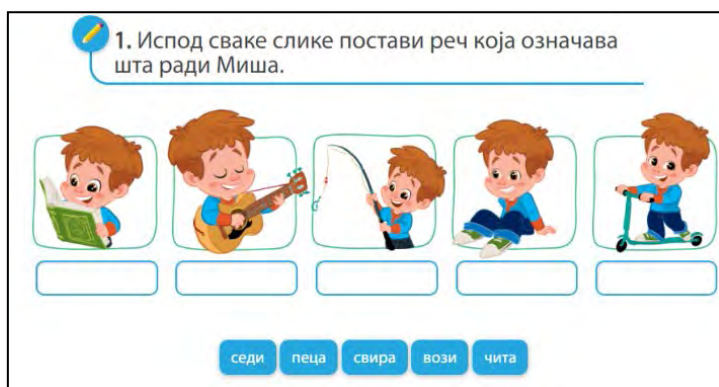 1. Испод сваке слике постави реч која означава
шта ради Миша.
седи пеца свира вози чита